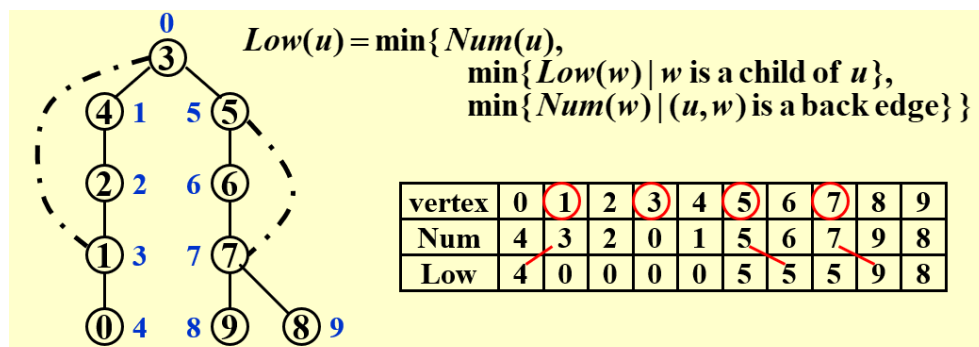 0
Low(u) = min{ Num(u),
3
min{ Low(w) | w is a child of u},
min{ Num(w) | (u, w) is a back edge} }
4 1 5 5
2 2 6 6
vertex 0 1 2 3 4 5 6 7 8 9
Num 4 3 2 0 1 5 6 7 9 8
1 3 7 7
Low 4 0 0 0 0 5 5 5 9 8
0 4 8 9 8 9